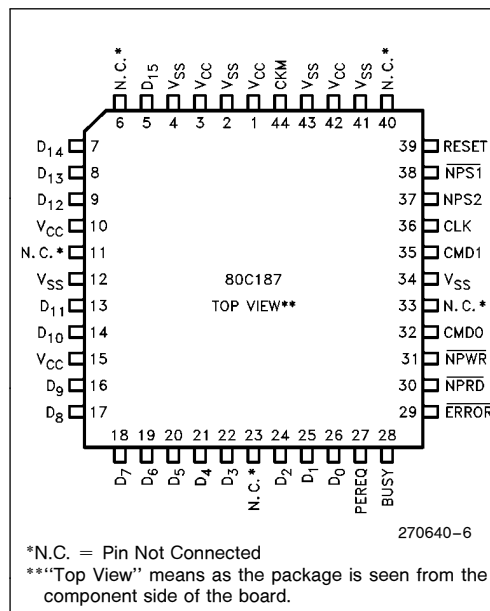 N.C.* D15 VSS VCC VSS VCC CKM VSS VCC VSS N.C.*
6 5 4 3 2 1 44 43 42 41 40
D14 7
D13 8
D12 9
VCC 10
N.C.* 11
VSS 12
D11 13
D10 14
VCC 15
D9 16
D8 17
80C187
TOP VIEW**
39 RESET
38 NPS1
37 NPS2
36 CLK
35 CMD1
34 VSS
33 N.C.*
32 CMD0
31 NPWR
30 NPRD
29 ERROR
18 19 20 21 22 23 24 25 26 27 28
D7 D6 D5 D4 D3 N.C.* D2 D1 D0 PEREQ BUSY
270640-6
*N.C. = Pin Not Connected
**"Top View" means as the package is seen from the
component side of the board.